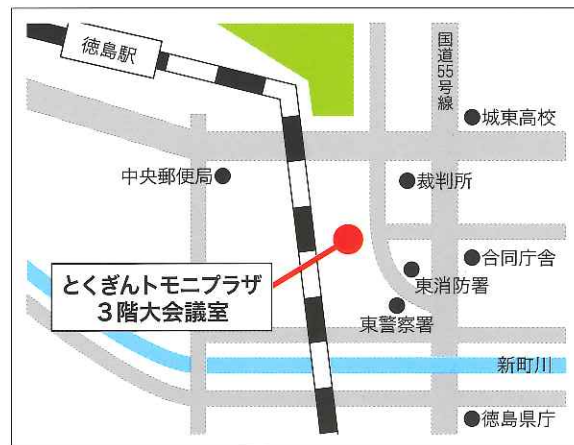 徳島駅
国道55号線
城東高校
中央郵便局
裁判所
合同庁舎
東消防署
とくぎんトモニプラザ
３階大会議室
東警察署
新町川
徳島県庁